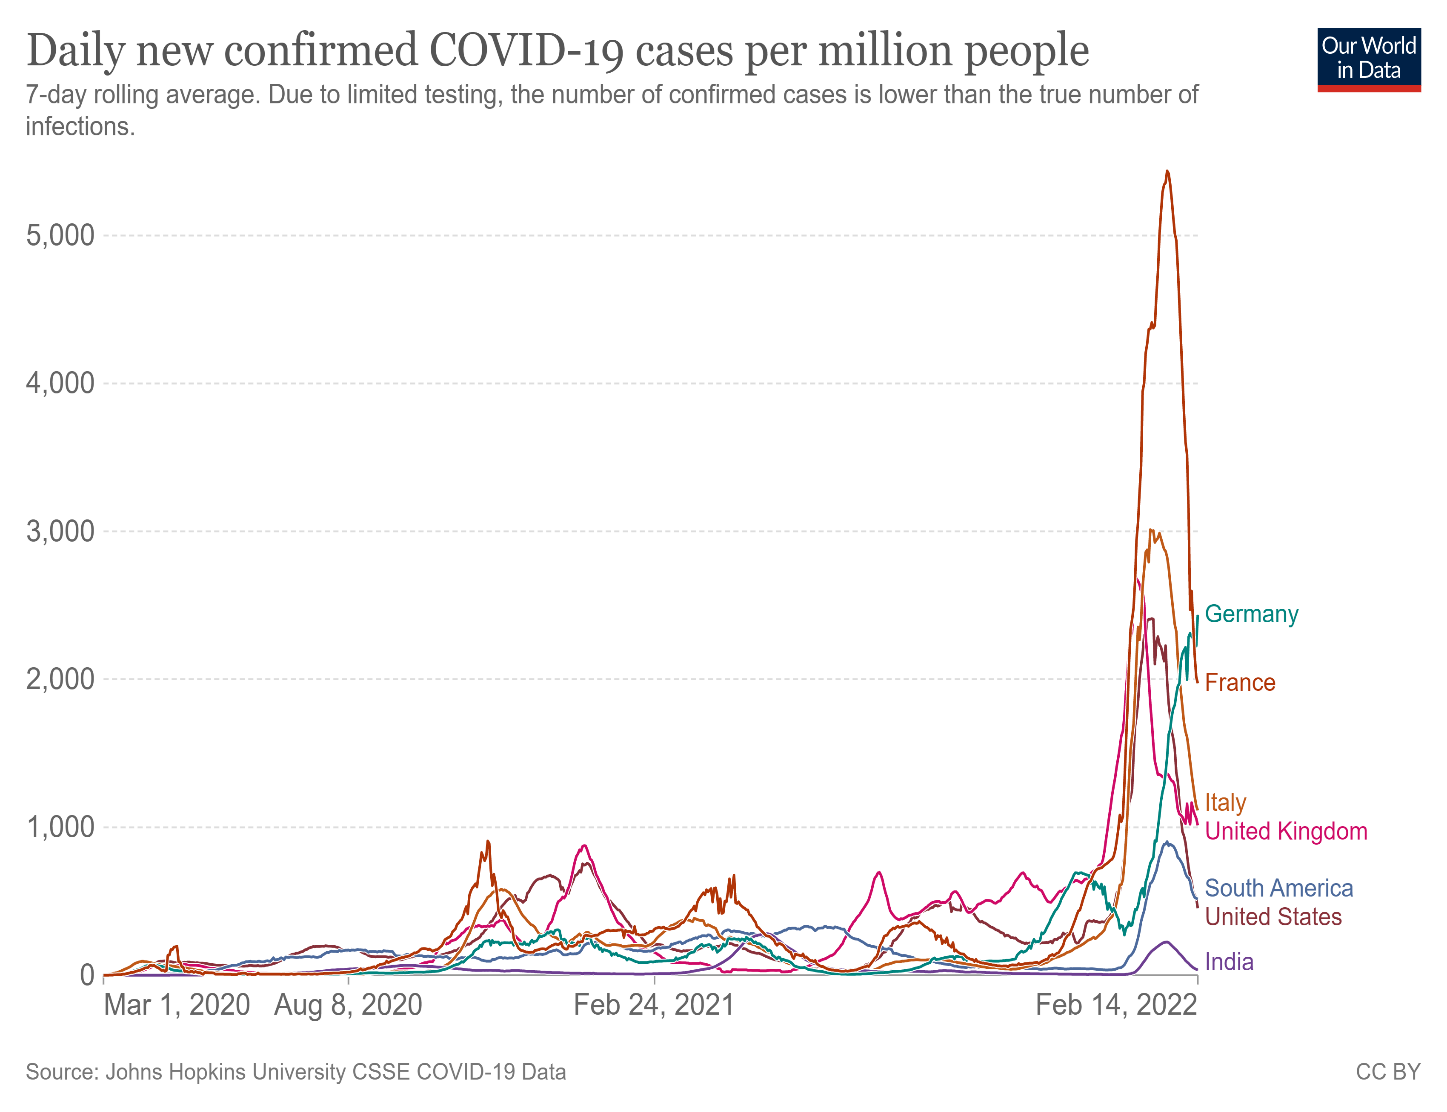 Daily new confirmed COVID-19 cases per million people
Our World
in Data
7-day rolling average. Due to limited testing, the number of confirmed cases is lower than the true number of
infections.
5,000
4,000
3,000
2,000
1,000
0
Germany
France
Italy
United Kingdom
South America
United States
India
Mar 1, 2020
Aug 8, 2020
Feb 24, 2021
Feb 14, 2022
Source: Johns Hopkins University CSSE COVID-19 Data
CC BY